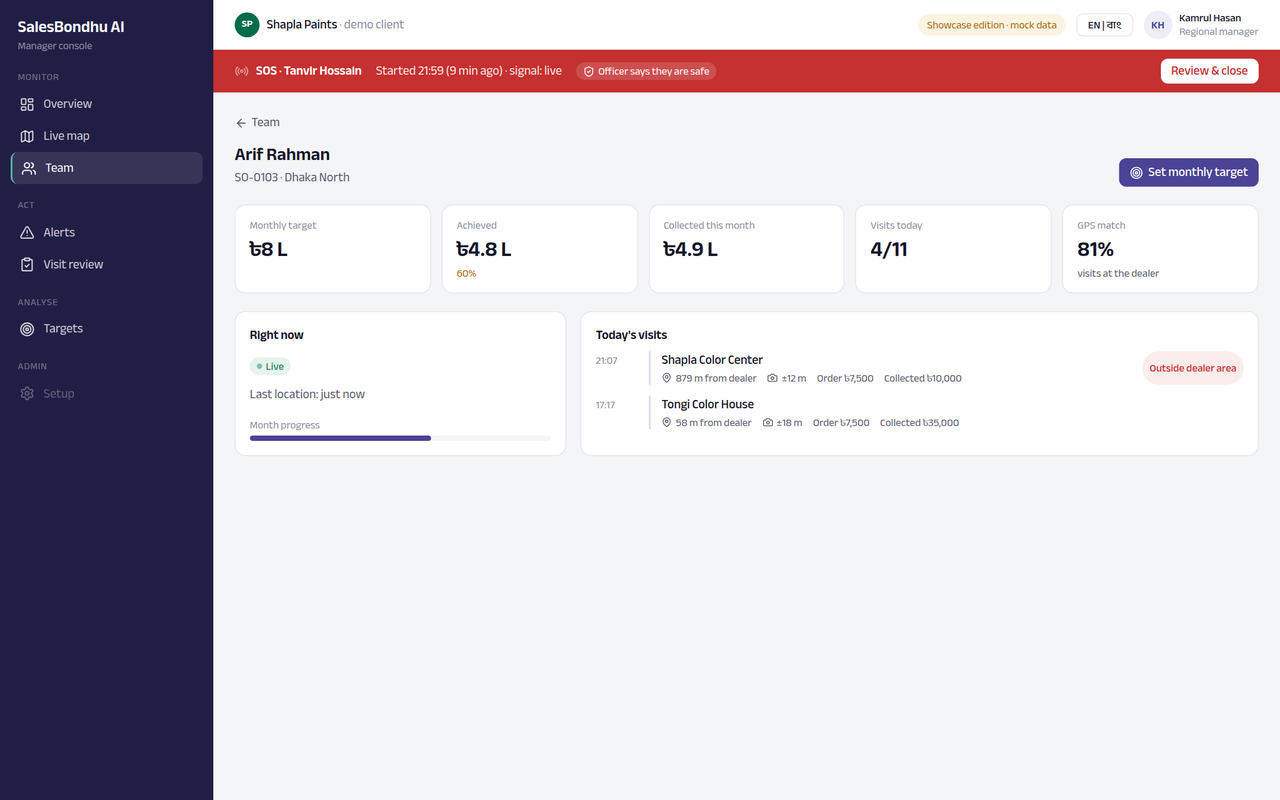 SalesBondhu AI
Manager console
MONITOR
Overview
Live map
Team
ACT
Alerts
Visit review
ANALYSE
Targets
ADMIN
Setup
SP
Shapla Paints · demo client
Showcase edition · mock data
EN | বাং
KH
Kamrul Hasan
Regional manager
SOS · Tanvir Hossain
Started 21:59 (9 min ago) · signal: live
Officer says they are safe
Review & close
Team
Arif Rahman
SO-0103 · Dhaka North
Set monthly target
Monthly target
৳8 L
Achieved
৳4.8 L
60%
Collected this month
৳4.9 L
Visits today
4/11
GPS match
81%
visits at the dealer
Right now
Live
Last location: just now
Month progress
Today's visits
21:07
Shapla Color Center
879 m from dealer ±12 m Order ৳7,500 Collected ৳10,000
Outside dealer area
17:17
Tongi Color House
58 m from dealer ±18 m Order ৳7,500 Collected ৳35,000